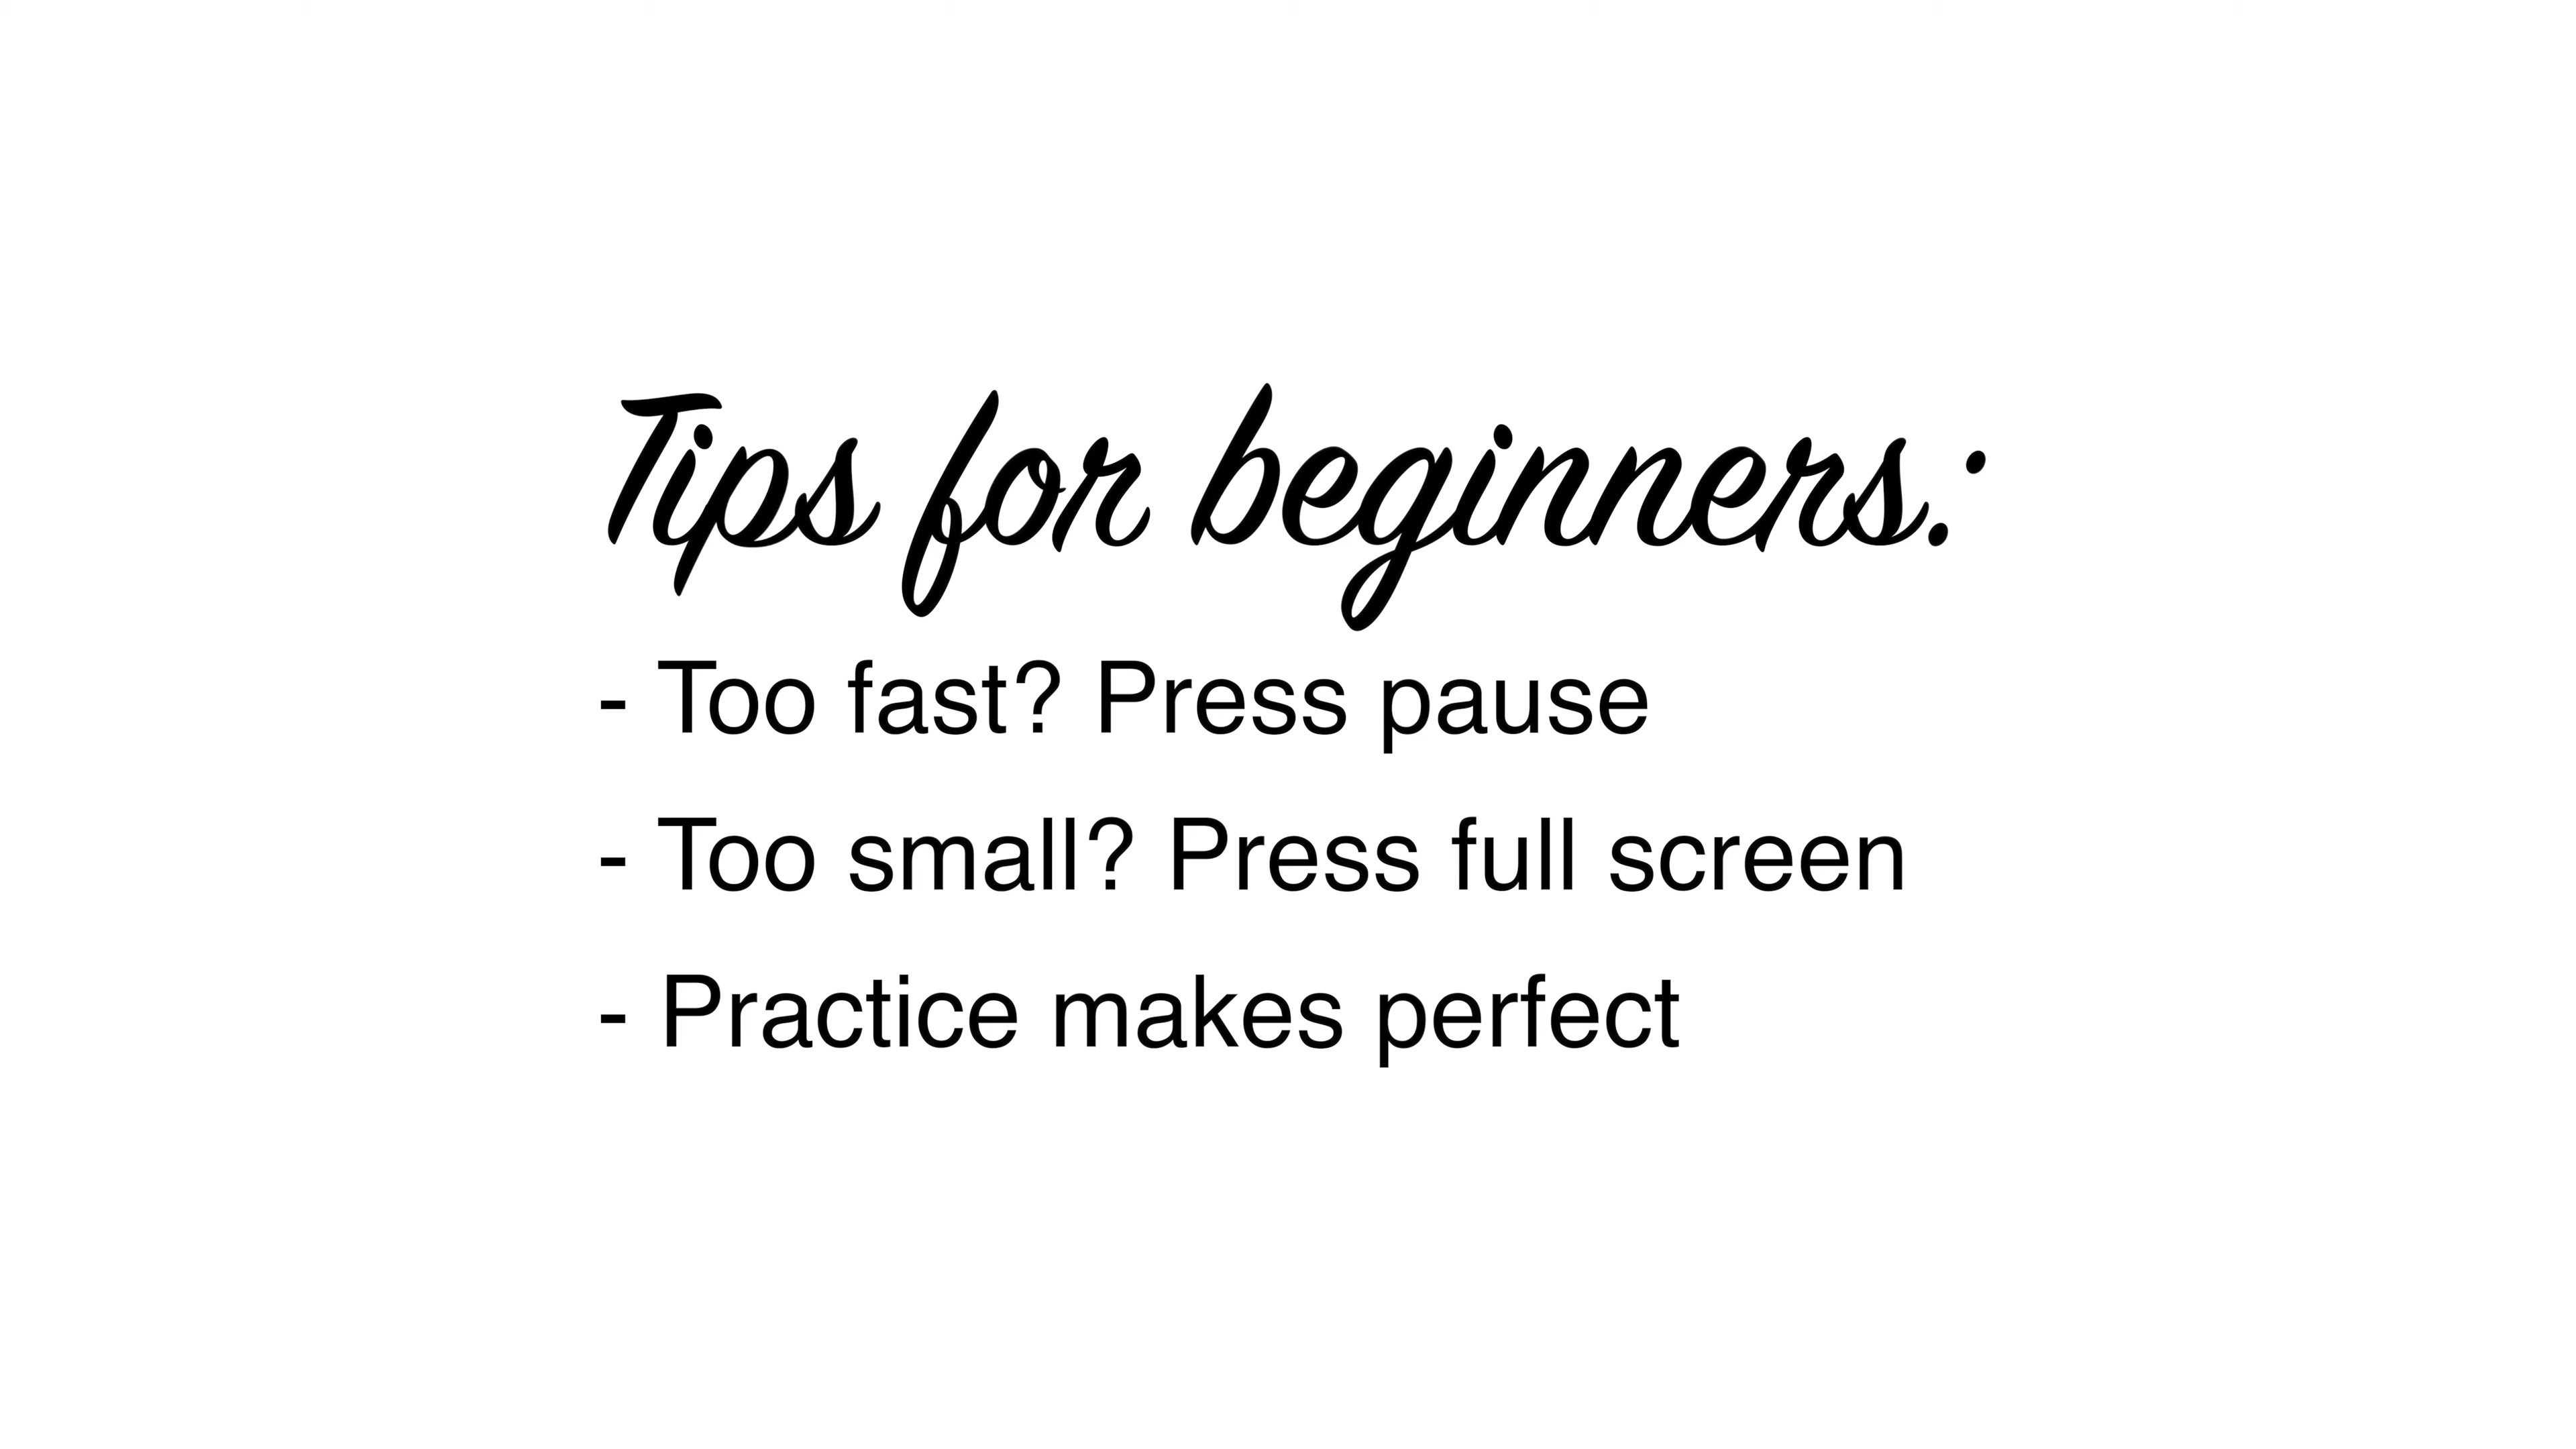 Tips for beginners:
- Too fast? Press pause
- Too small? Press full screen
- Practice makes perfect